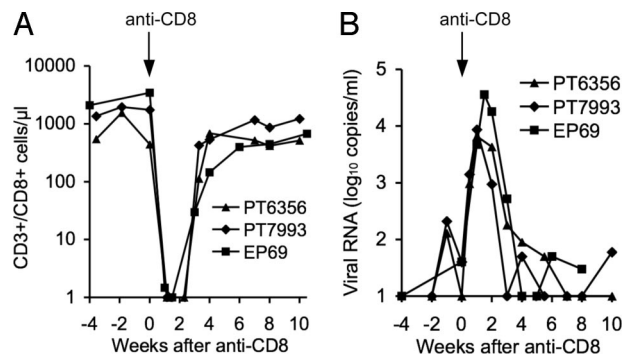 A
anti-CD8
CD3+/CD8+ cells/µl
10000
1000
100
10
1
PT6356
PT7993
EP69
-4 -2 0 2 4 6 8 10
Weeks after anti-CD8
B
anti-CD8
Viral RNA (log10 copies/ml)
5
4
3
2
1
PT6356
PT7993
EP69
-4 -2 0 2 4 6 8 10
Weeks after anti-CD8